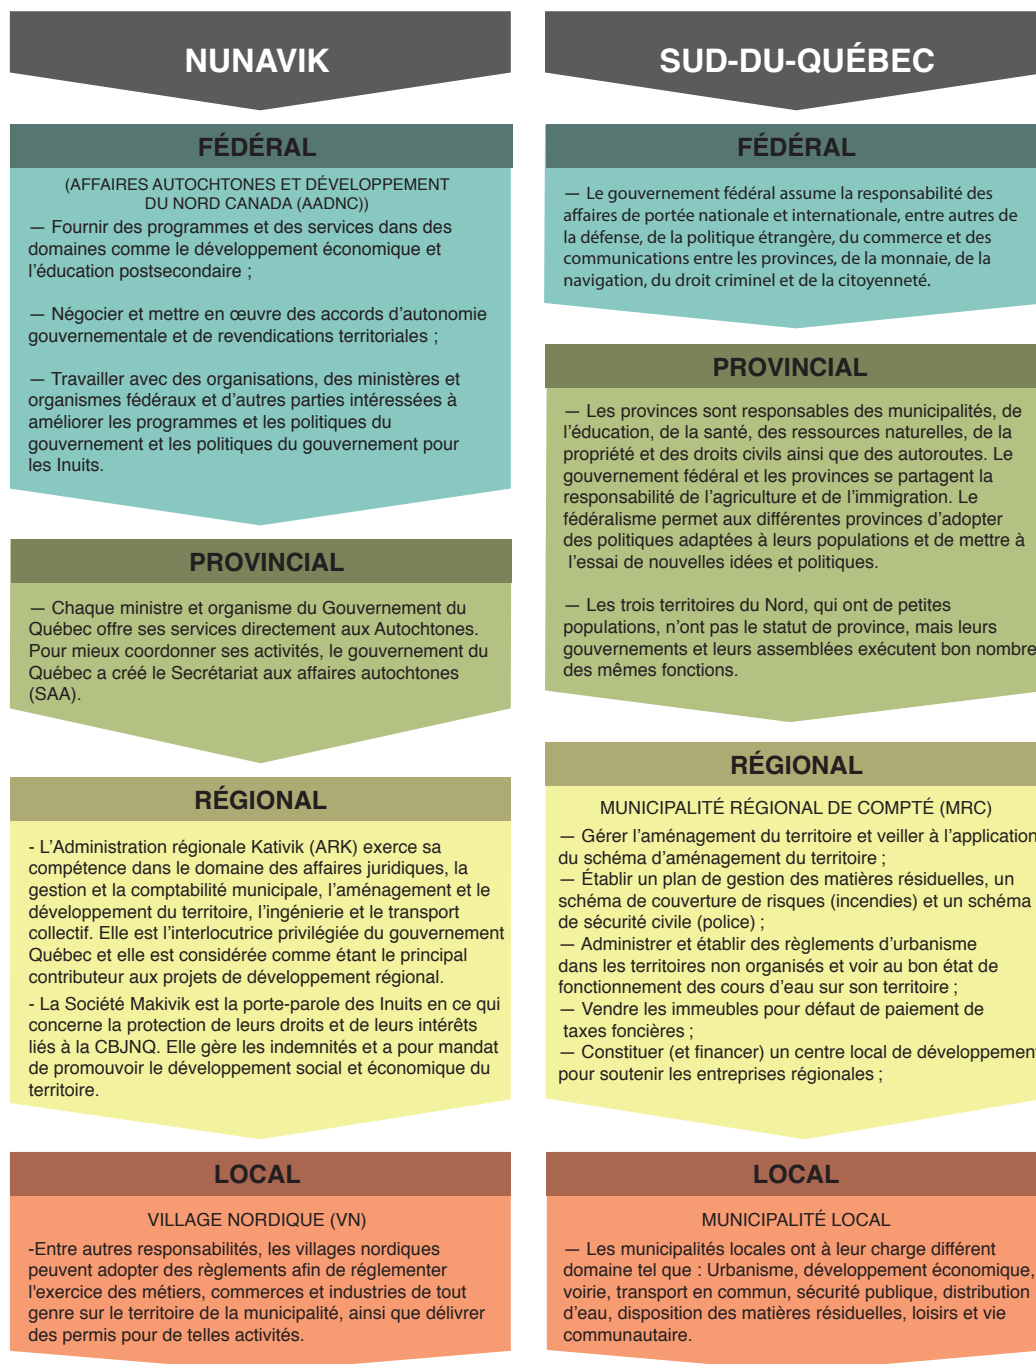 NUNAVIK
FÉDÉRAL
(AFFAIRES AUTOCHTONES ET DÉVELOPPEMENT
DU NORD CANADA (AADNC))
— Fournir des programmes et des services dans des
domaines comme le développement économique et
l'éducation postsecondaire ;
— Négocier et mettre en œuvre des accords d'autonomie
gouvernementale et de revendications territoriales ;
— Travailler avec des organisations, des ministères et
organismes fédéraux et d'autres parties intéressées à
améliorer les programmes et les politiques du
gouvernement et les politiques du gouvernement pour
les Inuits.
PROVINCIAL
— Chaque ministre et organisme du Gouvernement du
Québec offre ses services directement aux Autochtones.
Pour mieux coordonner ses activités, le gouvernement du
Québec a créé le Secrétariat aux affaires autochtones
(SAA).
RÉGIONAL
- L'Administration régionale Kativik (ARK) exerce sa
compétence dans le domaine des affaires juridiques, la
gestion et la comptabilité municipale, l'aménagement et le
développement du territoire, l'ingénierie et le transport
collectif. Elle est l'interlocutrice privilégiée du gouvernement
Québec et elle est considérée comme étant le principal
contributeur aux projets de développement régional.
- La Société Makivik est la porte-parole des Inuits en ce qui
concerne la protection de leurs droits et de leurs intérêts
liés à la CBJNQ. Elle gère les indemnités et a pour mandat
de promouvoir le développement social et économique du
territoire.
LOCAL
VILLAGE NORDIQUE (VN)
-Entre autres responsabilités, les villages nordiques
peuvent adopter des règlements afin de réglementer
l'exercice des métiers, commerces et industries de tout
genre sur le territoire de la municipalité, ainsi que délivrer
des permis pour de telles activités.
SUD-DU-QUÉBEC
FÉDÉRAL
— Le gouvernement fédéral assume la responsabilité des
affaires de portée nationale et internationale, entre autres de
la défense, de la politique étrangère, du commerce et des
communications entre les provinces, de la monnaie, de la
navigation, du droit criminel et de la citoyenneté.
PROVINCIAL
— Les provinces sont responsables des municipalités, de
l'éducation, de la santé, des ressources naturelles, de la
propriété et des droits civils ainsi que des autoroutes. Le
gouvernement fédéral et les provinces se partagent la
responsabilité de l'agriculture et de l'immigration. Le
fédéralisme permet aux différentes provinces d'adopter
des politiques adaptées à leurs populations et de mettre à
l'essai de nouvelles idées et politiques.
— Les trois territoires du Nord, qui ont de petites
populations, n'ont pas le statut de province, mais leurs
gouvernements et leurs assemblées exécutent bon nombre
des mêmes fonctions.
RÉGIONAL
MUNICIPALITÉ RÉGIONAL DE COMPTÉ (MRC)
— Gérer l'aménagement du territoire et veiller à l'application
du schéma d'aménagement du territoire ;
— Établir un plan de gestion des matières résiduelles, un
schéma de couverture de risques (incendies) et un schéma
de sécurité civile (police) ;
— Administrer et établir des règlements d'urbanisme
dans les territoires non organisés et voir au bon état de
fonctionnement des cours d'eau sur son territoire ;
— Vendre les immeubles pour défaut de paiement de
taxes foncières ;
— Constituer (et financer) un centre local de développement
pour soutenir les entreprises régionales ;
LOCAL
MUNICIPALITÉ LOCAL
— Les municipalités locales ont à leur charge différent
domaine tel que : Urbanisme, développement économique,
voirie, transport en commun, sécurité publique, distribution
d'eau, disposition des matières résiduelles, loisirs et vie
communautaire.